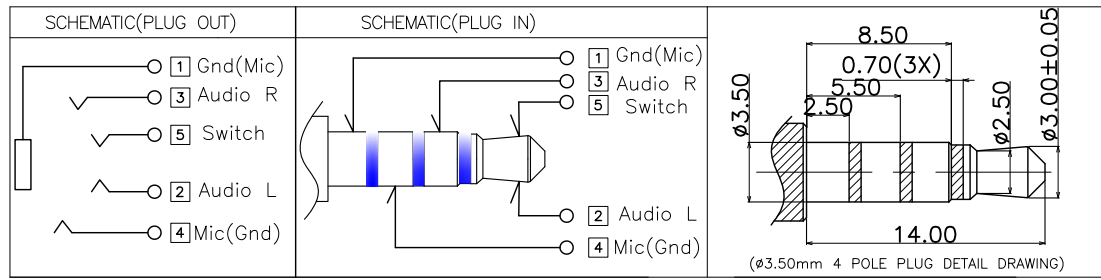 SCHEMATIC(PLUG OUT)
1 Gnd(Mic)
3 Audio R
5 Switch
2 Audio L
4 Mic(Gnd)
SCHEMATIC(PLUG IN)
1 Gnd(Mic)
3 Audio R
5 Switch
2 Audio L
4 Mic(Gnd)
8.50
0.70(3X)
5.50
2.50
ø3.50
ø2.50
ø3.00±0.05
14.00
(ø3.50mm 4 POLE PLUG DETAIL DRAWING)